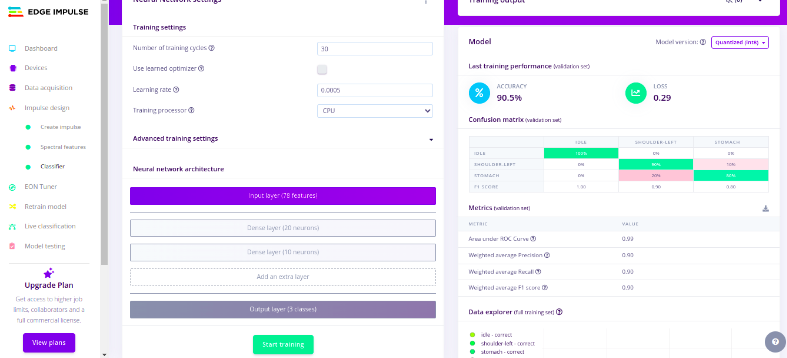 EDGE IMPULSE
Dashboard
Devices
Data acquisition
Impulse design
Create impulse
Spectral features
Classifier
EON Tuner
Retrain model
Live classification
Model testing
Upgrade Plan
Get access to higher job
limits, collaborators and a
full commercial license.
View plans
Neural Network settings
Training settings
Number of training cycles
30
Use learned optimizer
Learning rate
0.0005
Training processor
CPU
Advanced training settings
Neural network architecture
Input layer (78 features)
Dense layer (20 neurons)
Dense layer (10 neurons)
Add an extra layer
Output layer (3 classes)
Start training
Training output
Model
Model version:
Quantized (int8)
Last training performance (validation set)
ACCURACY
90.5%
LOSS
0.29
Confusion matrix (validation set)
IDLE SHOULDER-LEFT STOMACH
IDLE 100% 0% 0%
SHOULDER-LEFT 0% 90% 10%
STOMACH 0% 20% 80%
F1 SCORE 1.00 0.90
Metrics (validation set)
METRIC VALUE
Area under ROC Curve 0.99
Weighted average Precision 0.90
Weighted average Recall 0.90
Weighted average F1 score 0.90
Data explorer (full training set)
idle - correct
shoulder-left - correct
stomach - correct